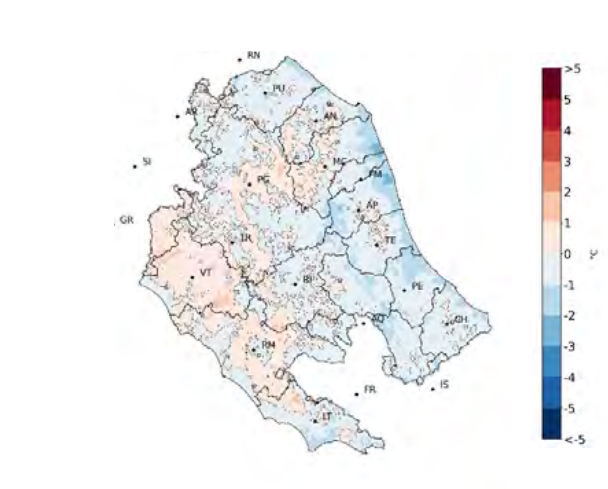 RN
PU
AR
AN
SI
MC
PG
FM
AP
GR
TE
TR
VT
RI
PE
AQ
CH
RM
FR
IS
LT
>5
5
4
3
2
1
0
-1
-2
-3
-4
-5
<-5
°C